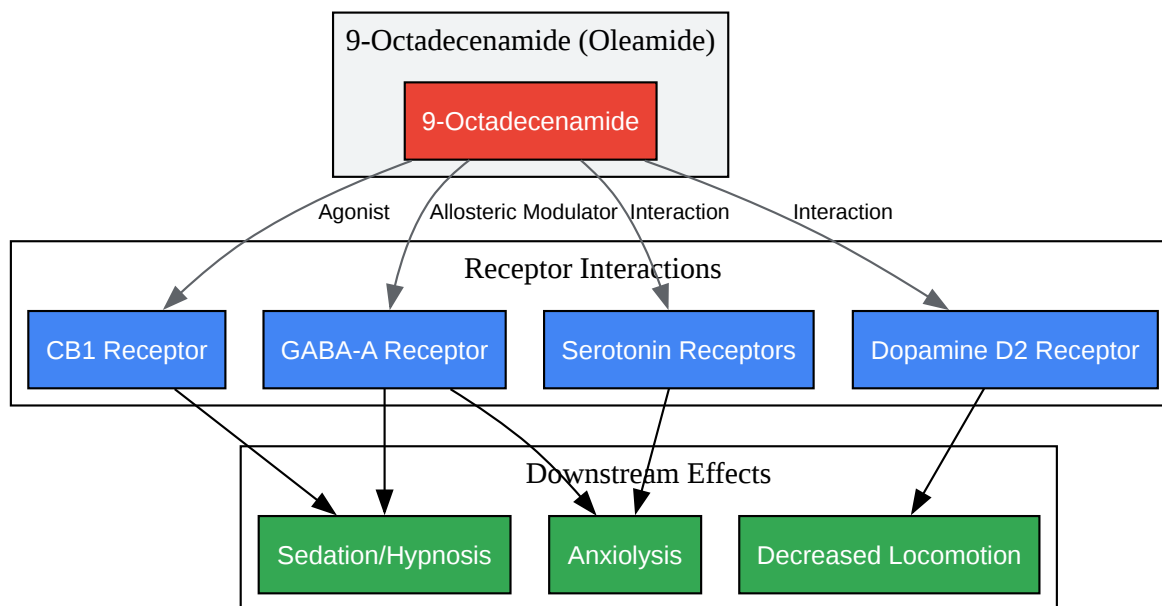 9-Octadecenamide (Oleamide)
9-Octadecenamide
Agonist
Allosteric Modulator
Interaction
Interaction
Receptor Interactions
CB1 Receptor
GABA-A Receptor
Serotonin Receptors
Dopamine D2 Receptor
Downstream Effects
Sedation/Hypnosis
Anxiolysis
Decreased Locomotion